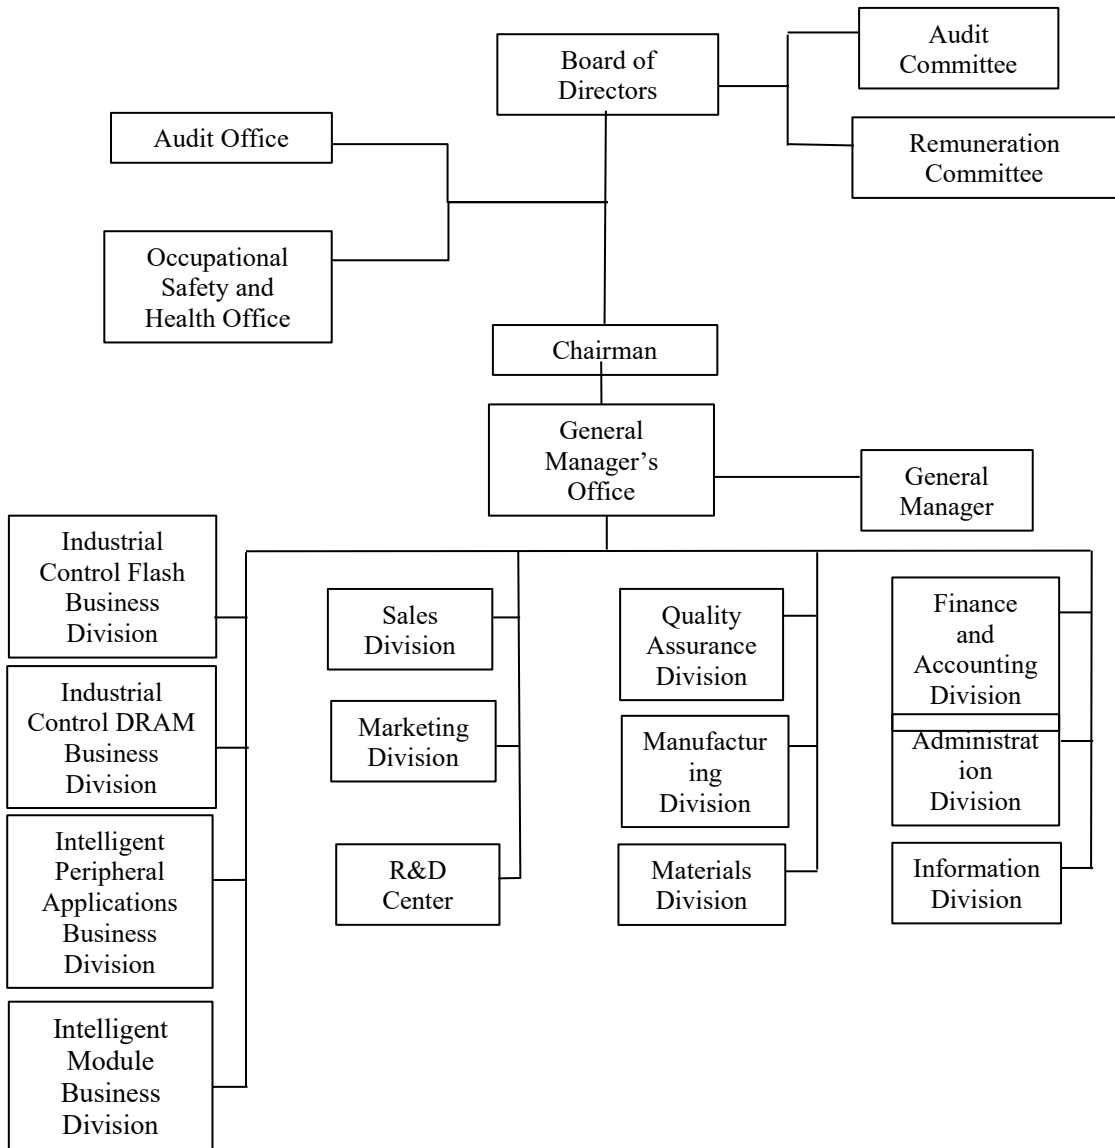 Board of
Directors
Audit
Committee
Remuneration
Committee
Audit Office
Occupational
Safety and
Health Office
Chairman
General
Manager’s
Office
General
Manager
Industrial
Control Flash
Business
Division
Industrial
Control DRAM
Business
Division
Intelligent
Peripheral
Applications
Business
Division
Intelligent
Module
Business
Division
Sales
Division
Marketing
Division
R&D
Center
Quality
Assurance
Division
Manufactur
ing
Division
Materials
Division
Finance
and
Accounting
Division
Administrat
ion
Division
Information
Division